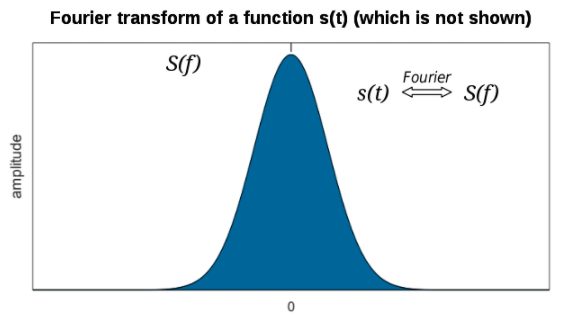 Fourier transform of a function s(t) (which is not shown)
S(f)
Fourier
s(t) ⟺ S(f)
amplitude
0